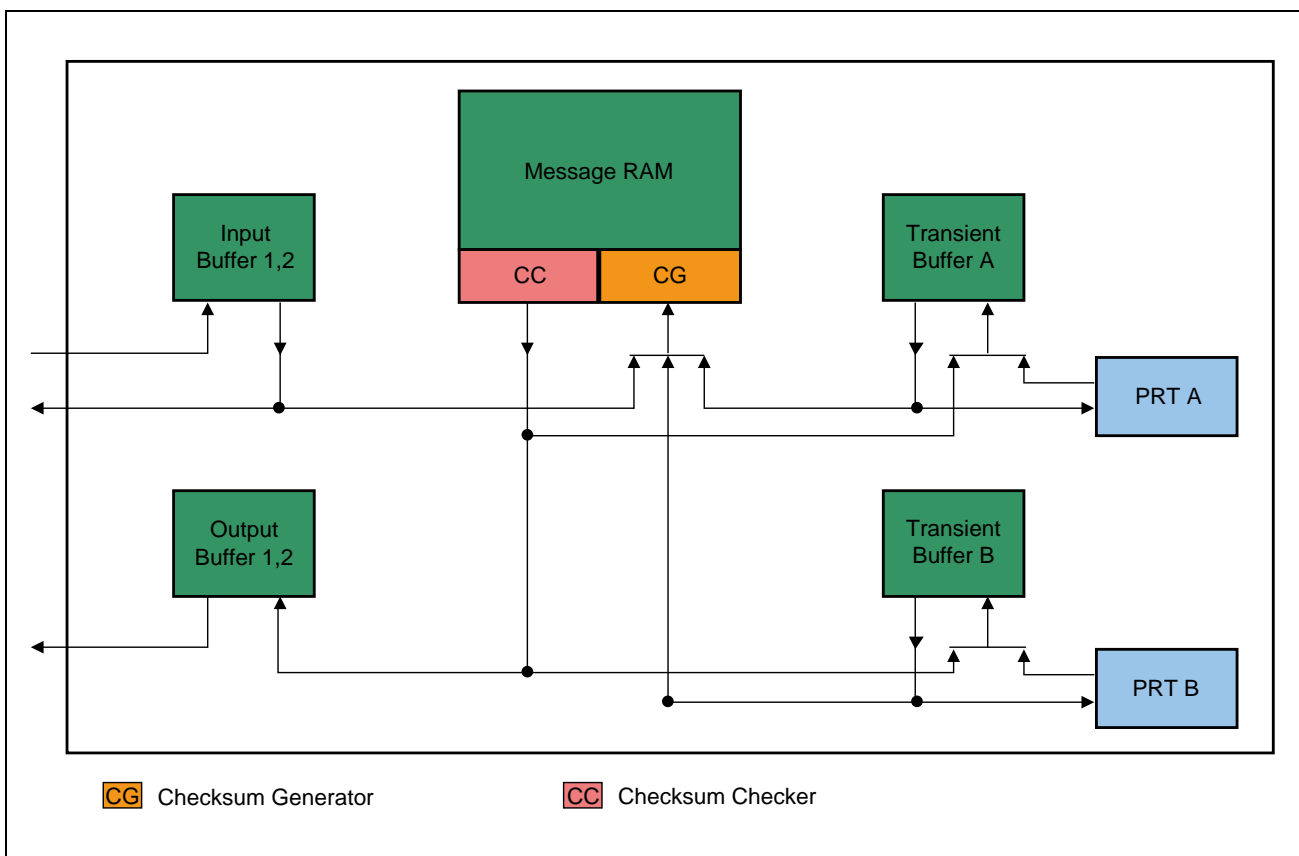 Message RAM
Input
Buffer 1,2
Transient
Buffer A
CC
CG
PRT A
Output
Buffer 1,2
Transient
Buffer B
PRT B
CG Checksum Generator
CC Checksum Checker